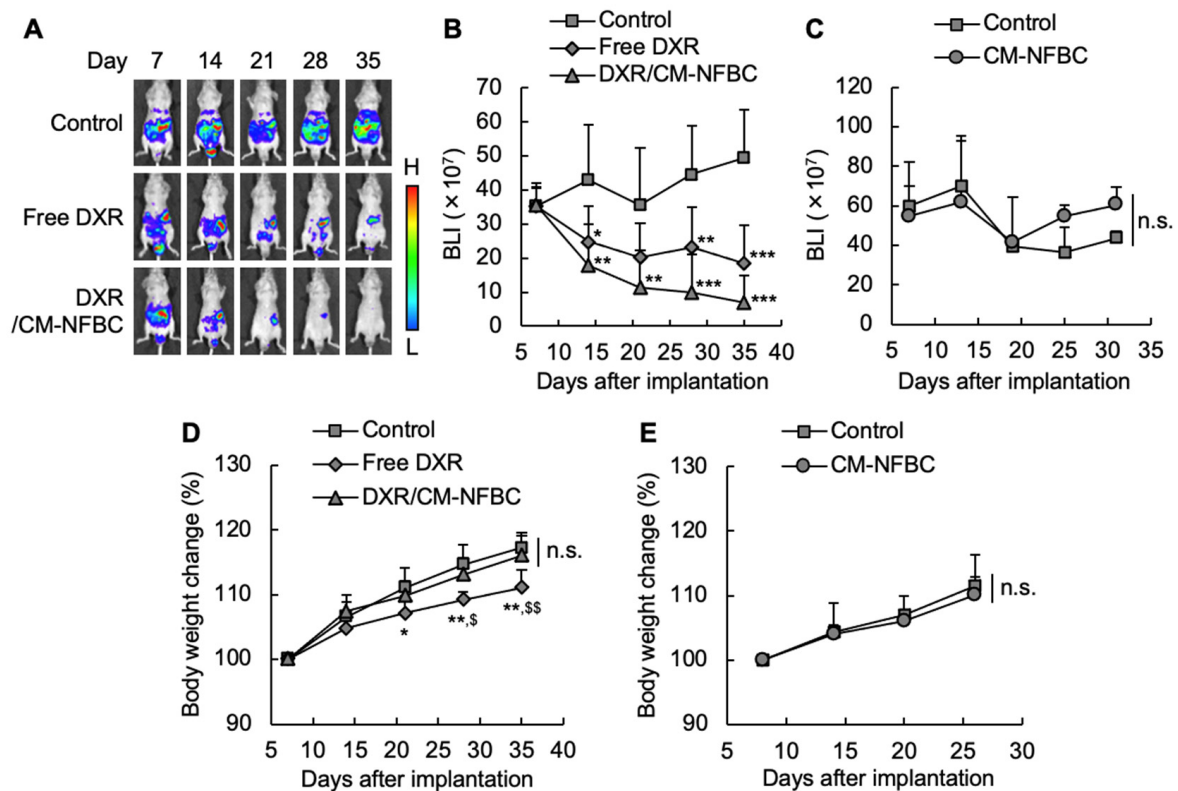 A
Day 7 14 21 28 35
Control
Free DXR
DXR
/CM-NFBC
H
L
B
Control
Free DXR
DXR/CM-NFBC
BLI (×10⁷)
70
60
50
40
30
20
10
0
*
**
**
**
***
***
***
5 10 15 20 25 30 35 40
Days after implantation
C
Control
CM-NFBC
BLI (×10⁷)
120
100
80
60
40
20
0
n.s.
5 10 15 20 25 30 35
Days after implantation
D
Control
Free DXR
DXR/CM-NFBC
Body weight change (%)
130
120
110
100
90
n.s.
*
**,$
**,$$
5 10 15 20 25 30 35 40
Days after implantation
E
Control
CM-NFBC
Body weight change (%)
130
120
110
100
90
n.s.
5 10 15 20 25 30
Days after implantation